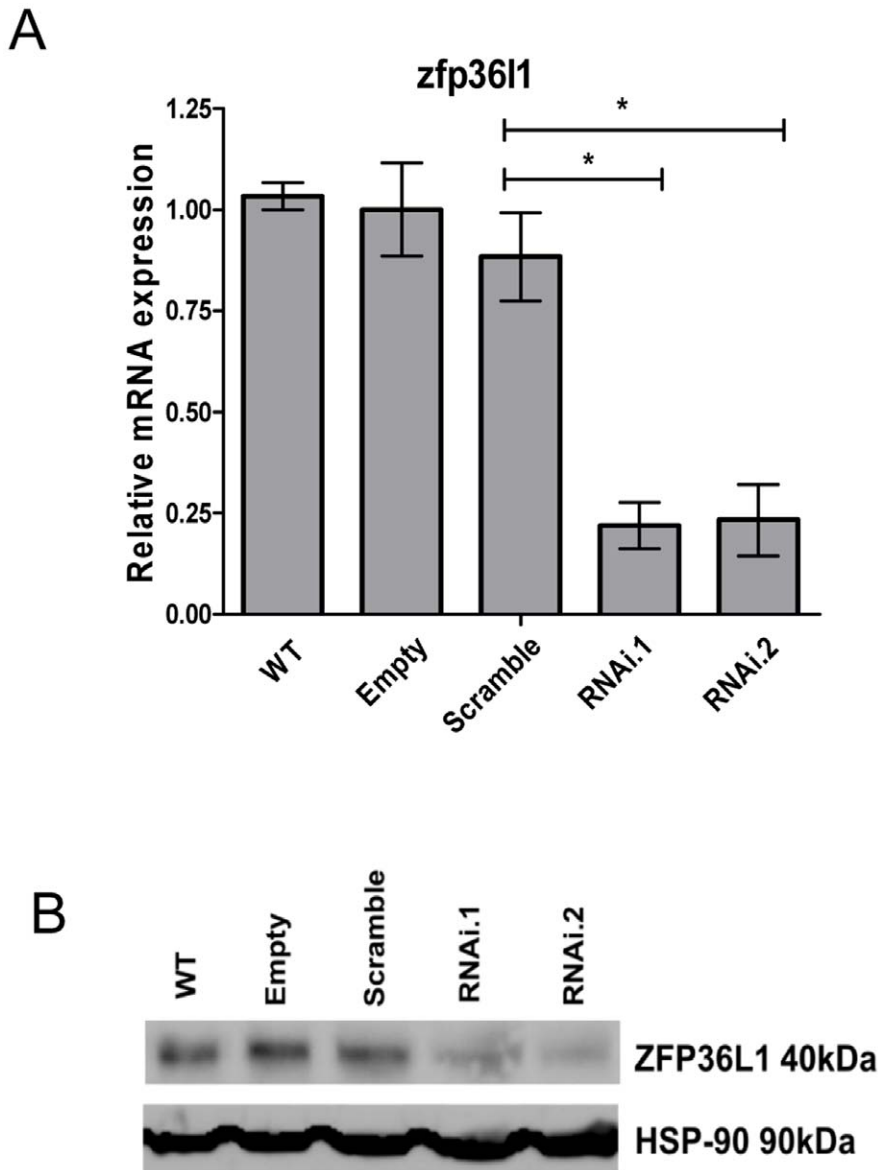 A
zfp36l1
Relative mRNA expression
1.25
1.00
0.75
0.50
0.25
0.00
*
*
WT
Empty
Scramble
RNAi.1
RNAi.2
B
WT
Empty
Scramble
RNAi.1
RNAi.2
ZFP36L1 40kDa
HSP-90 90kDa